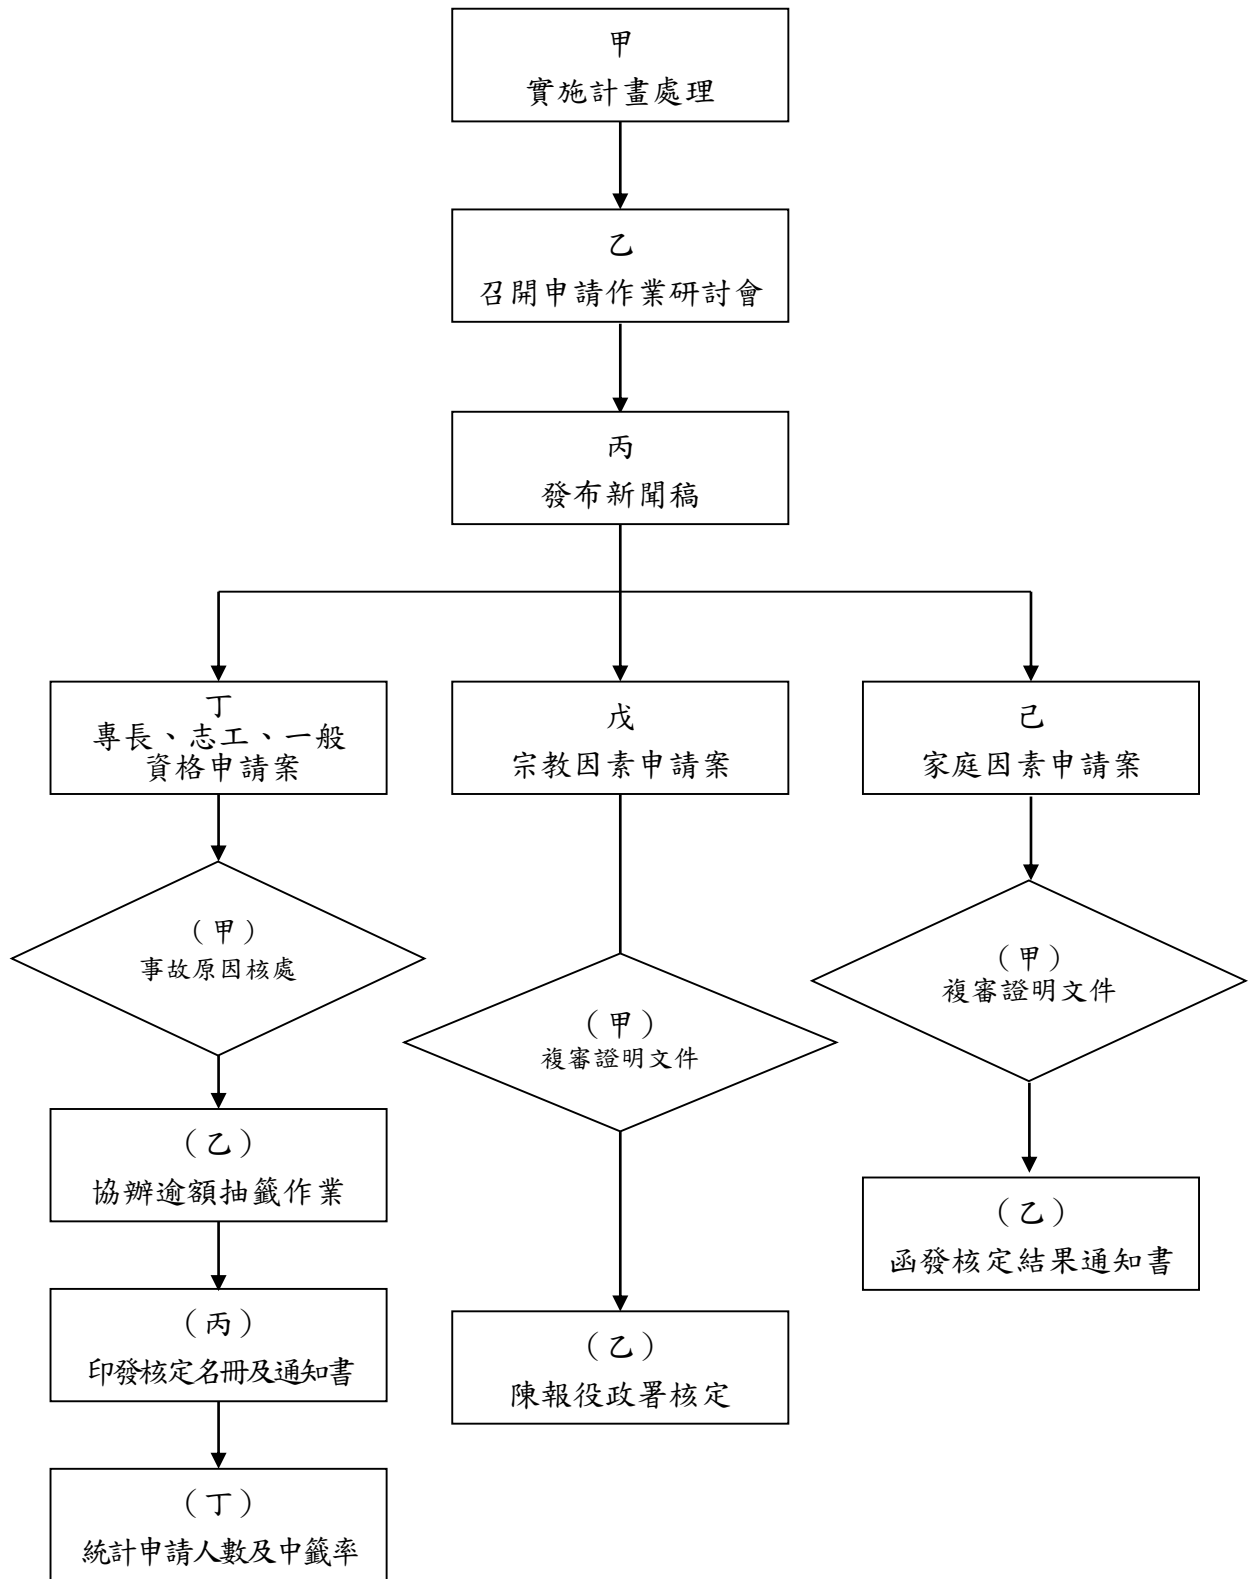 甲
實施計畫處理
乙
召開申請作業研討會
丙
發布新聞稿
丁
專長、志工、一般
資格申請案
戊
宗教因素申請案
己
家庭因素申請案
（甲）
事故原因核處
（甲）
複審證明文件
（甲）
複審證明文件
（乙）
協辦逾額抽籤作業
（乙）
函發核定結果通知書
（丙）
印發核定名冊及通知書
（乙）
陳報役政署核定
（丁）
統計申請人數及中籤率